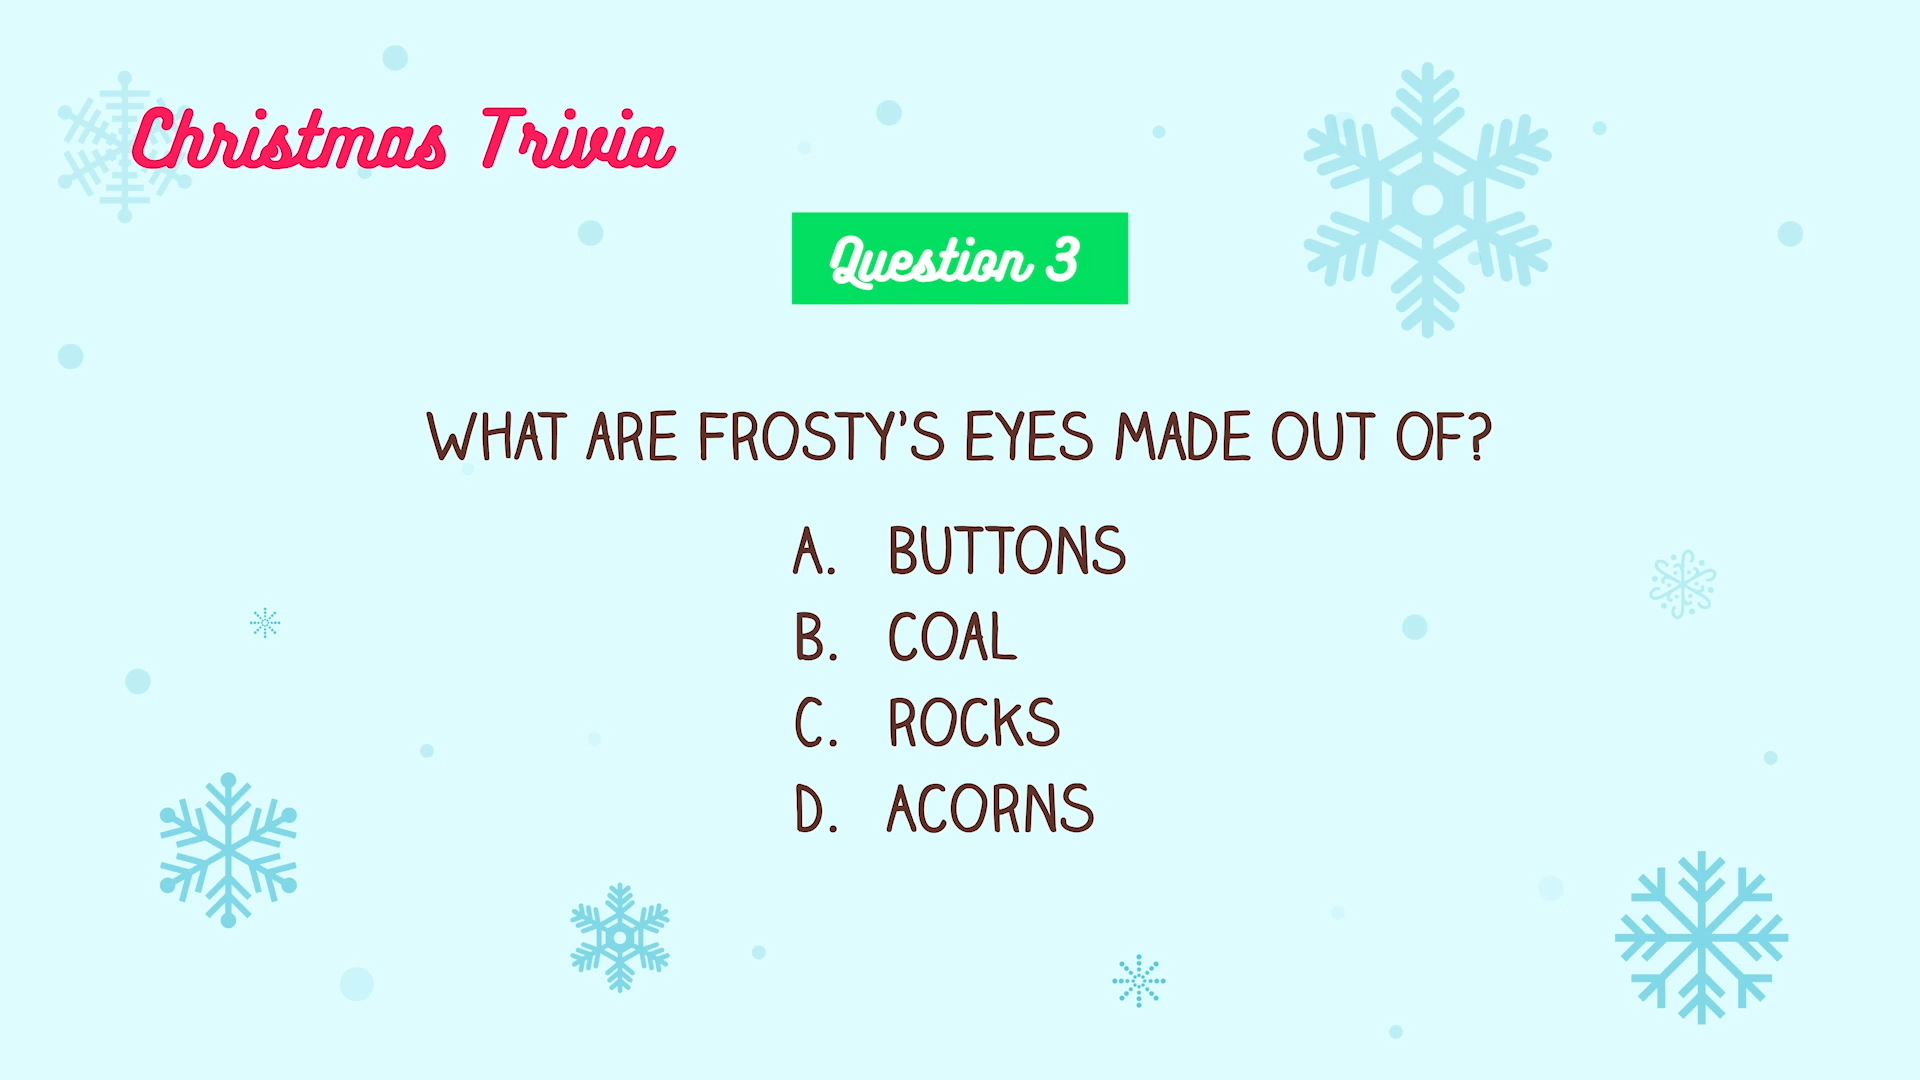 Christmas Trivia
Question 3
WHAT ARE FROSTY'S EYES MADE OUT OF?
A. BUTTONS
B. COAL
C. ROCKS
D. ACORNS